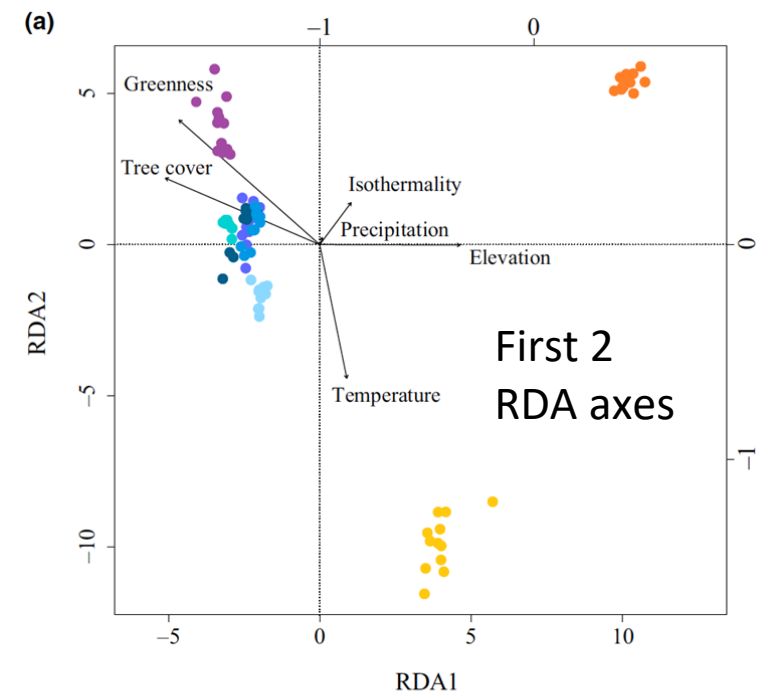 (a)
−1 0
5
Greenness
Tree cover
Isothermality
Precipitation
0 0
Elevation
RDA2
First 2
RDA axes
−5
Temperature
−1
−10
−5 0 5 10
RDA1